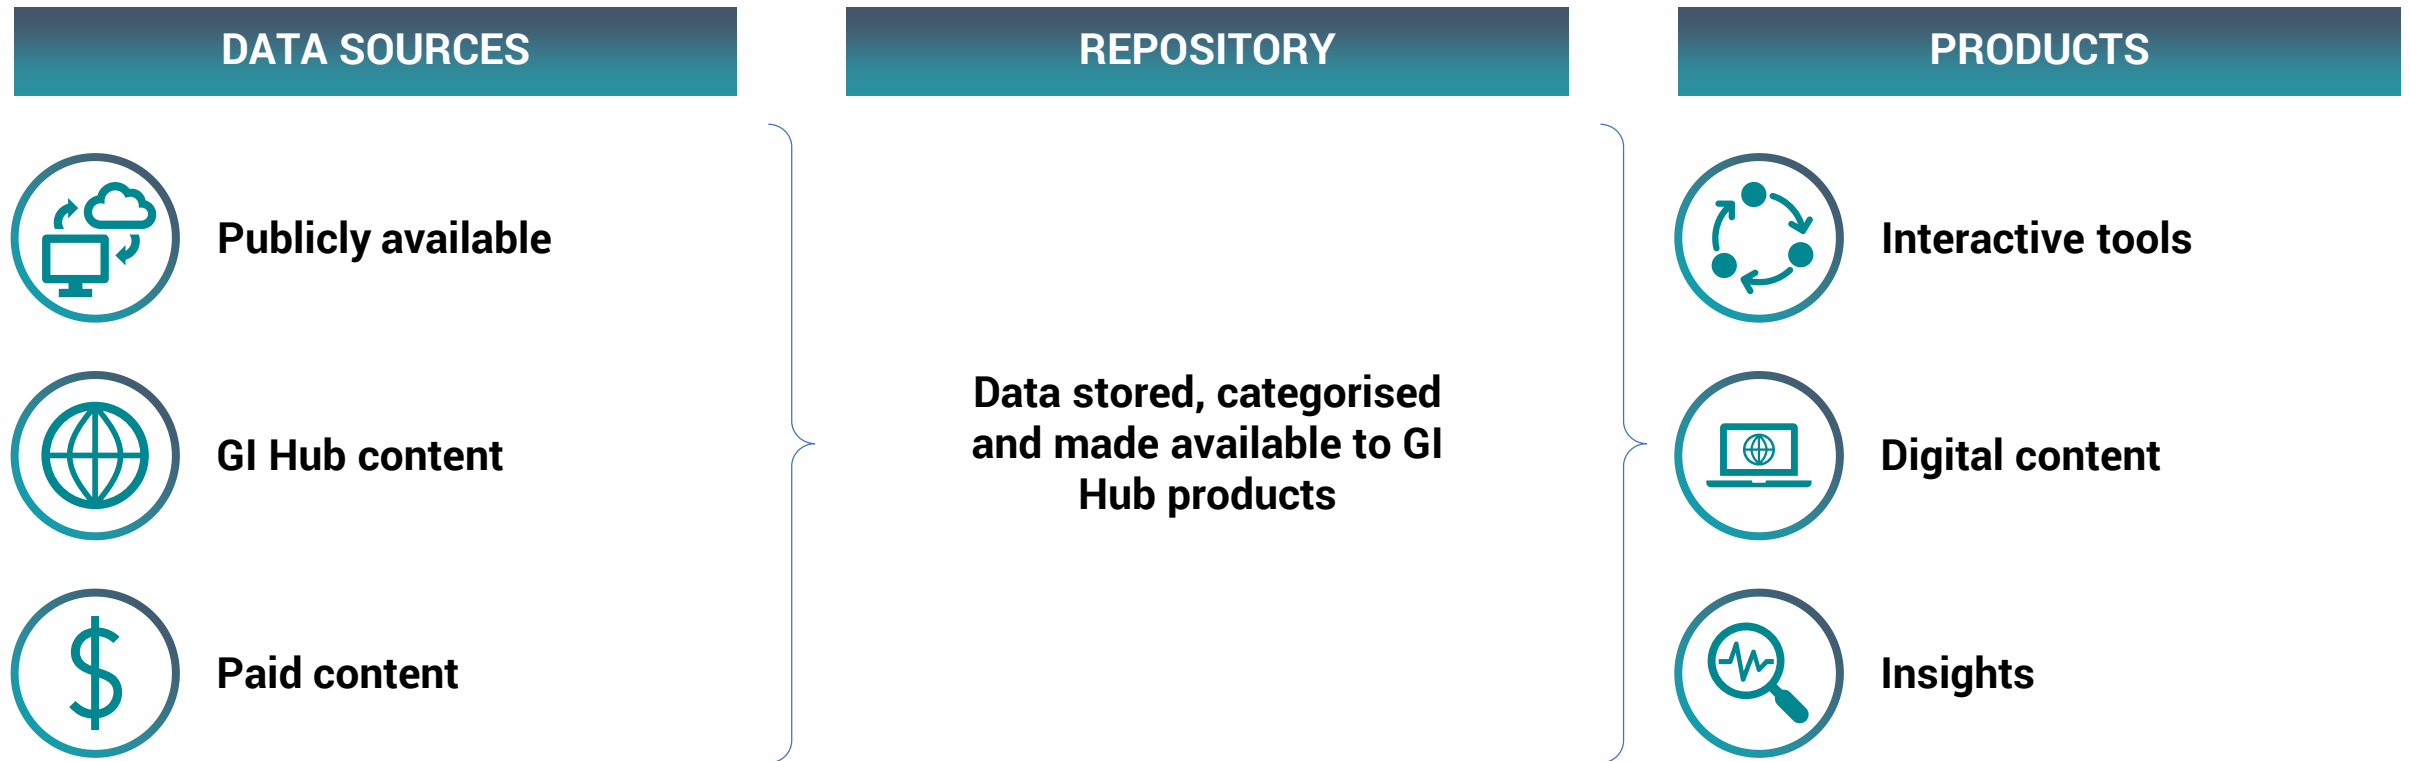 DATA SOURCES
REPOSITORY
PRODUCTS
Publicly available
GI Hub content
Paid content
Data stored, categorised
and made available to GI
Hub products
Interactive tools
Digital content
Insights